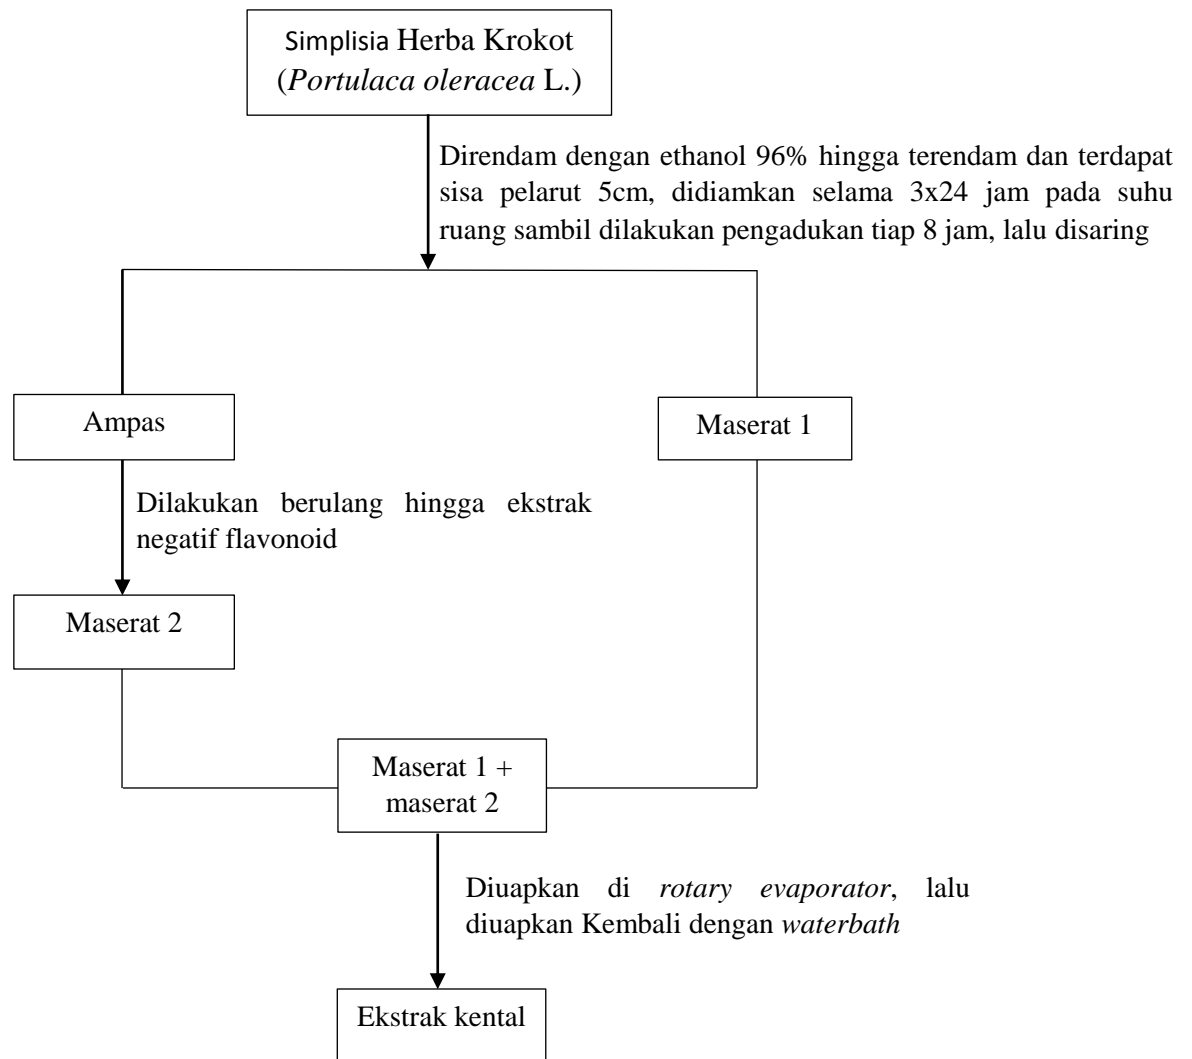 Simplisia Herba Krokot
(Portulaca oleracea L.)
Direndam dengan ethanol 96% hingga terendam dan terdapat
sisa pelarut 5cm, didiamkan selama 3x24 jam pada suhu
ruang sambil dilakukan pengadukan tiap 8 jam, lalu disaring
Ampas
Maserat 1
Dilakukan berulang hingga ekstrak
negatif flavonoid
Maserat 2
Maserat 1 +
maserat 2
Diuapkan di rotary evaporator, lalu
diuapkan Kembali dengan waterbath
Ekstrak kental